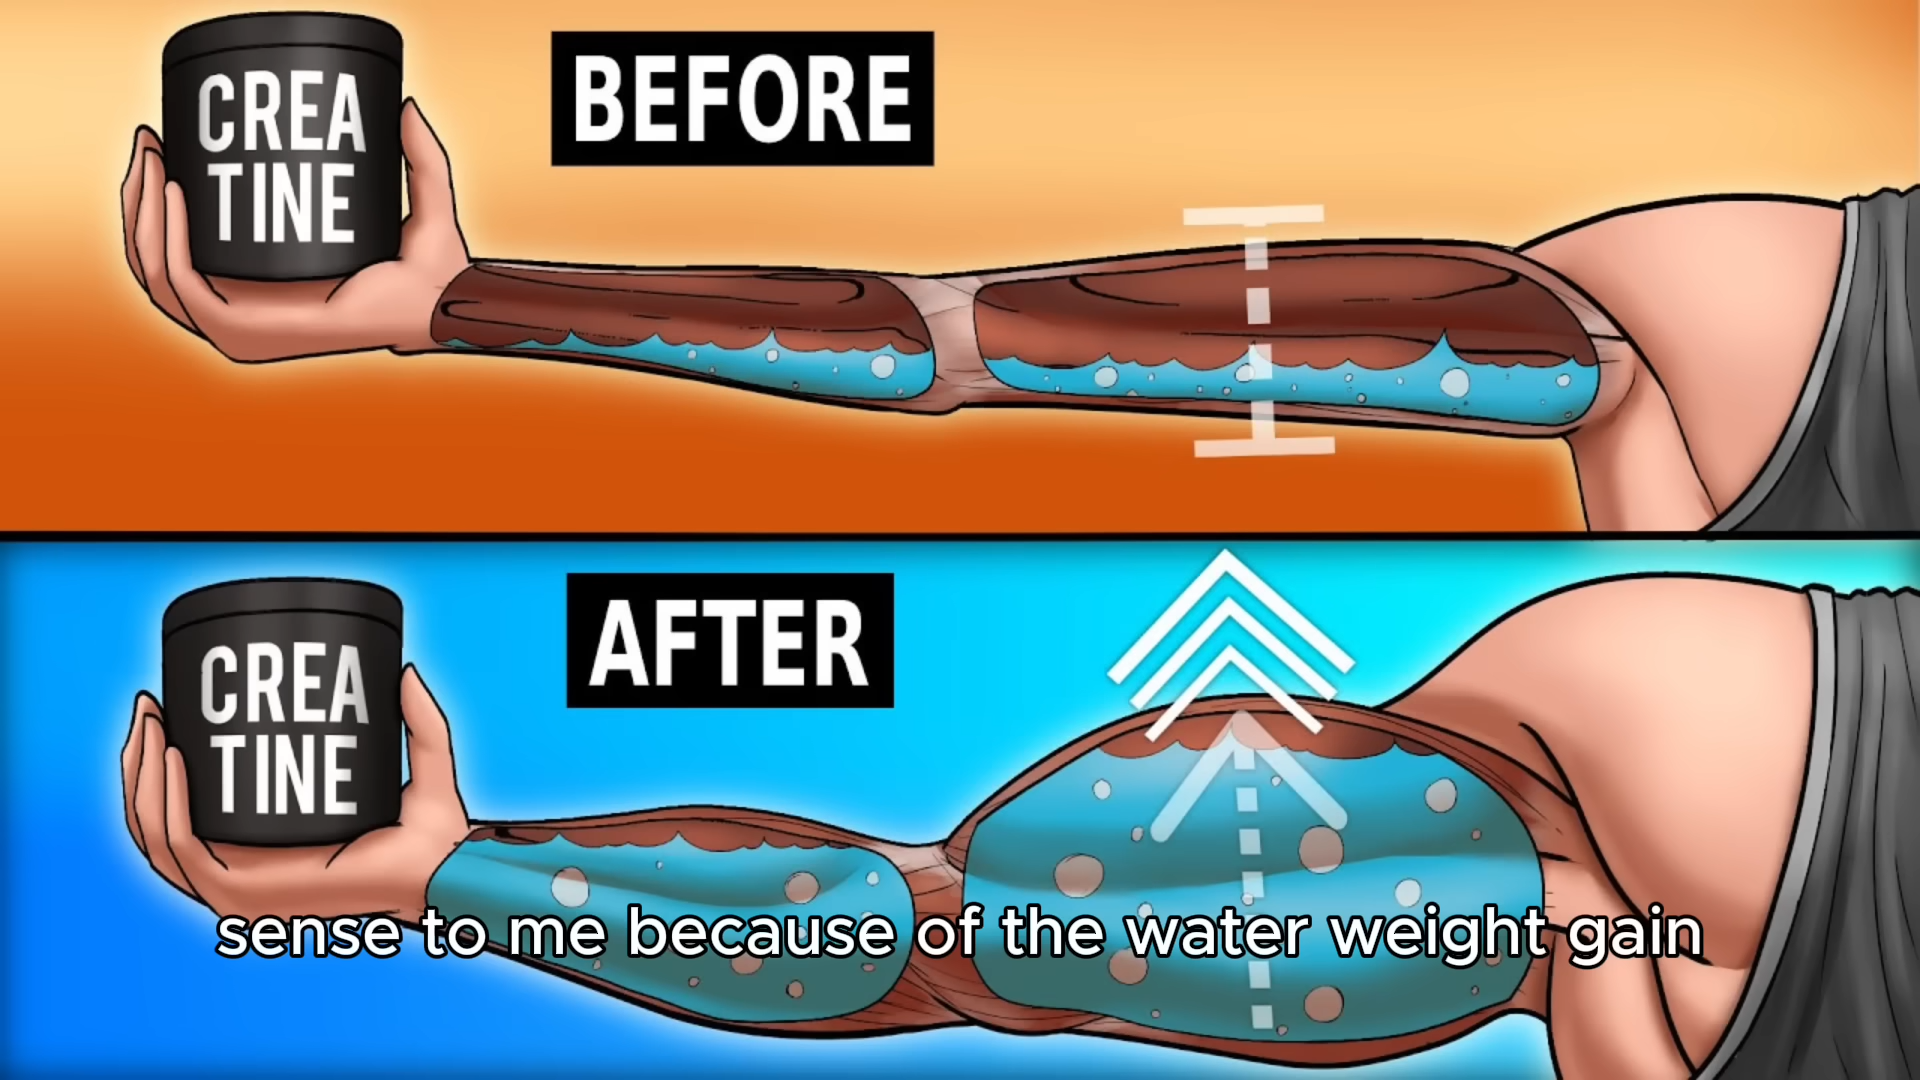 CREA
TINE
BEFORE
CREA
TINE
AFTER
sense to me because of the water weight gain